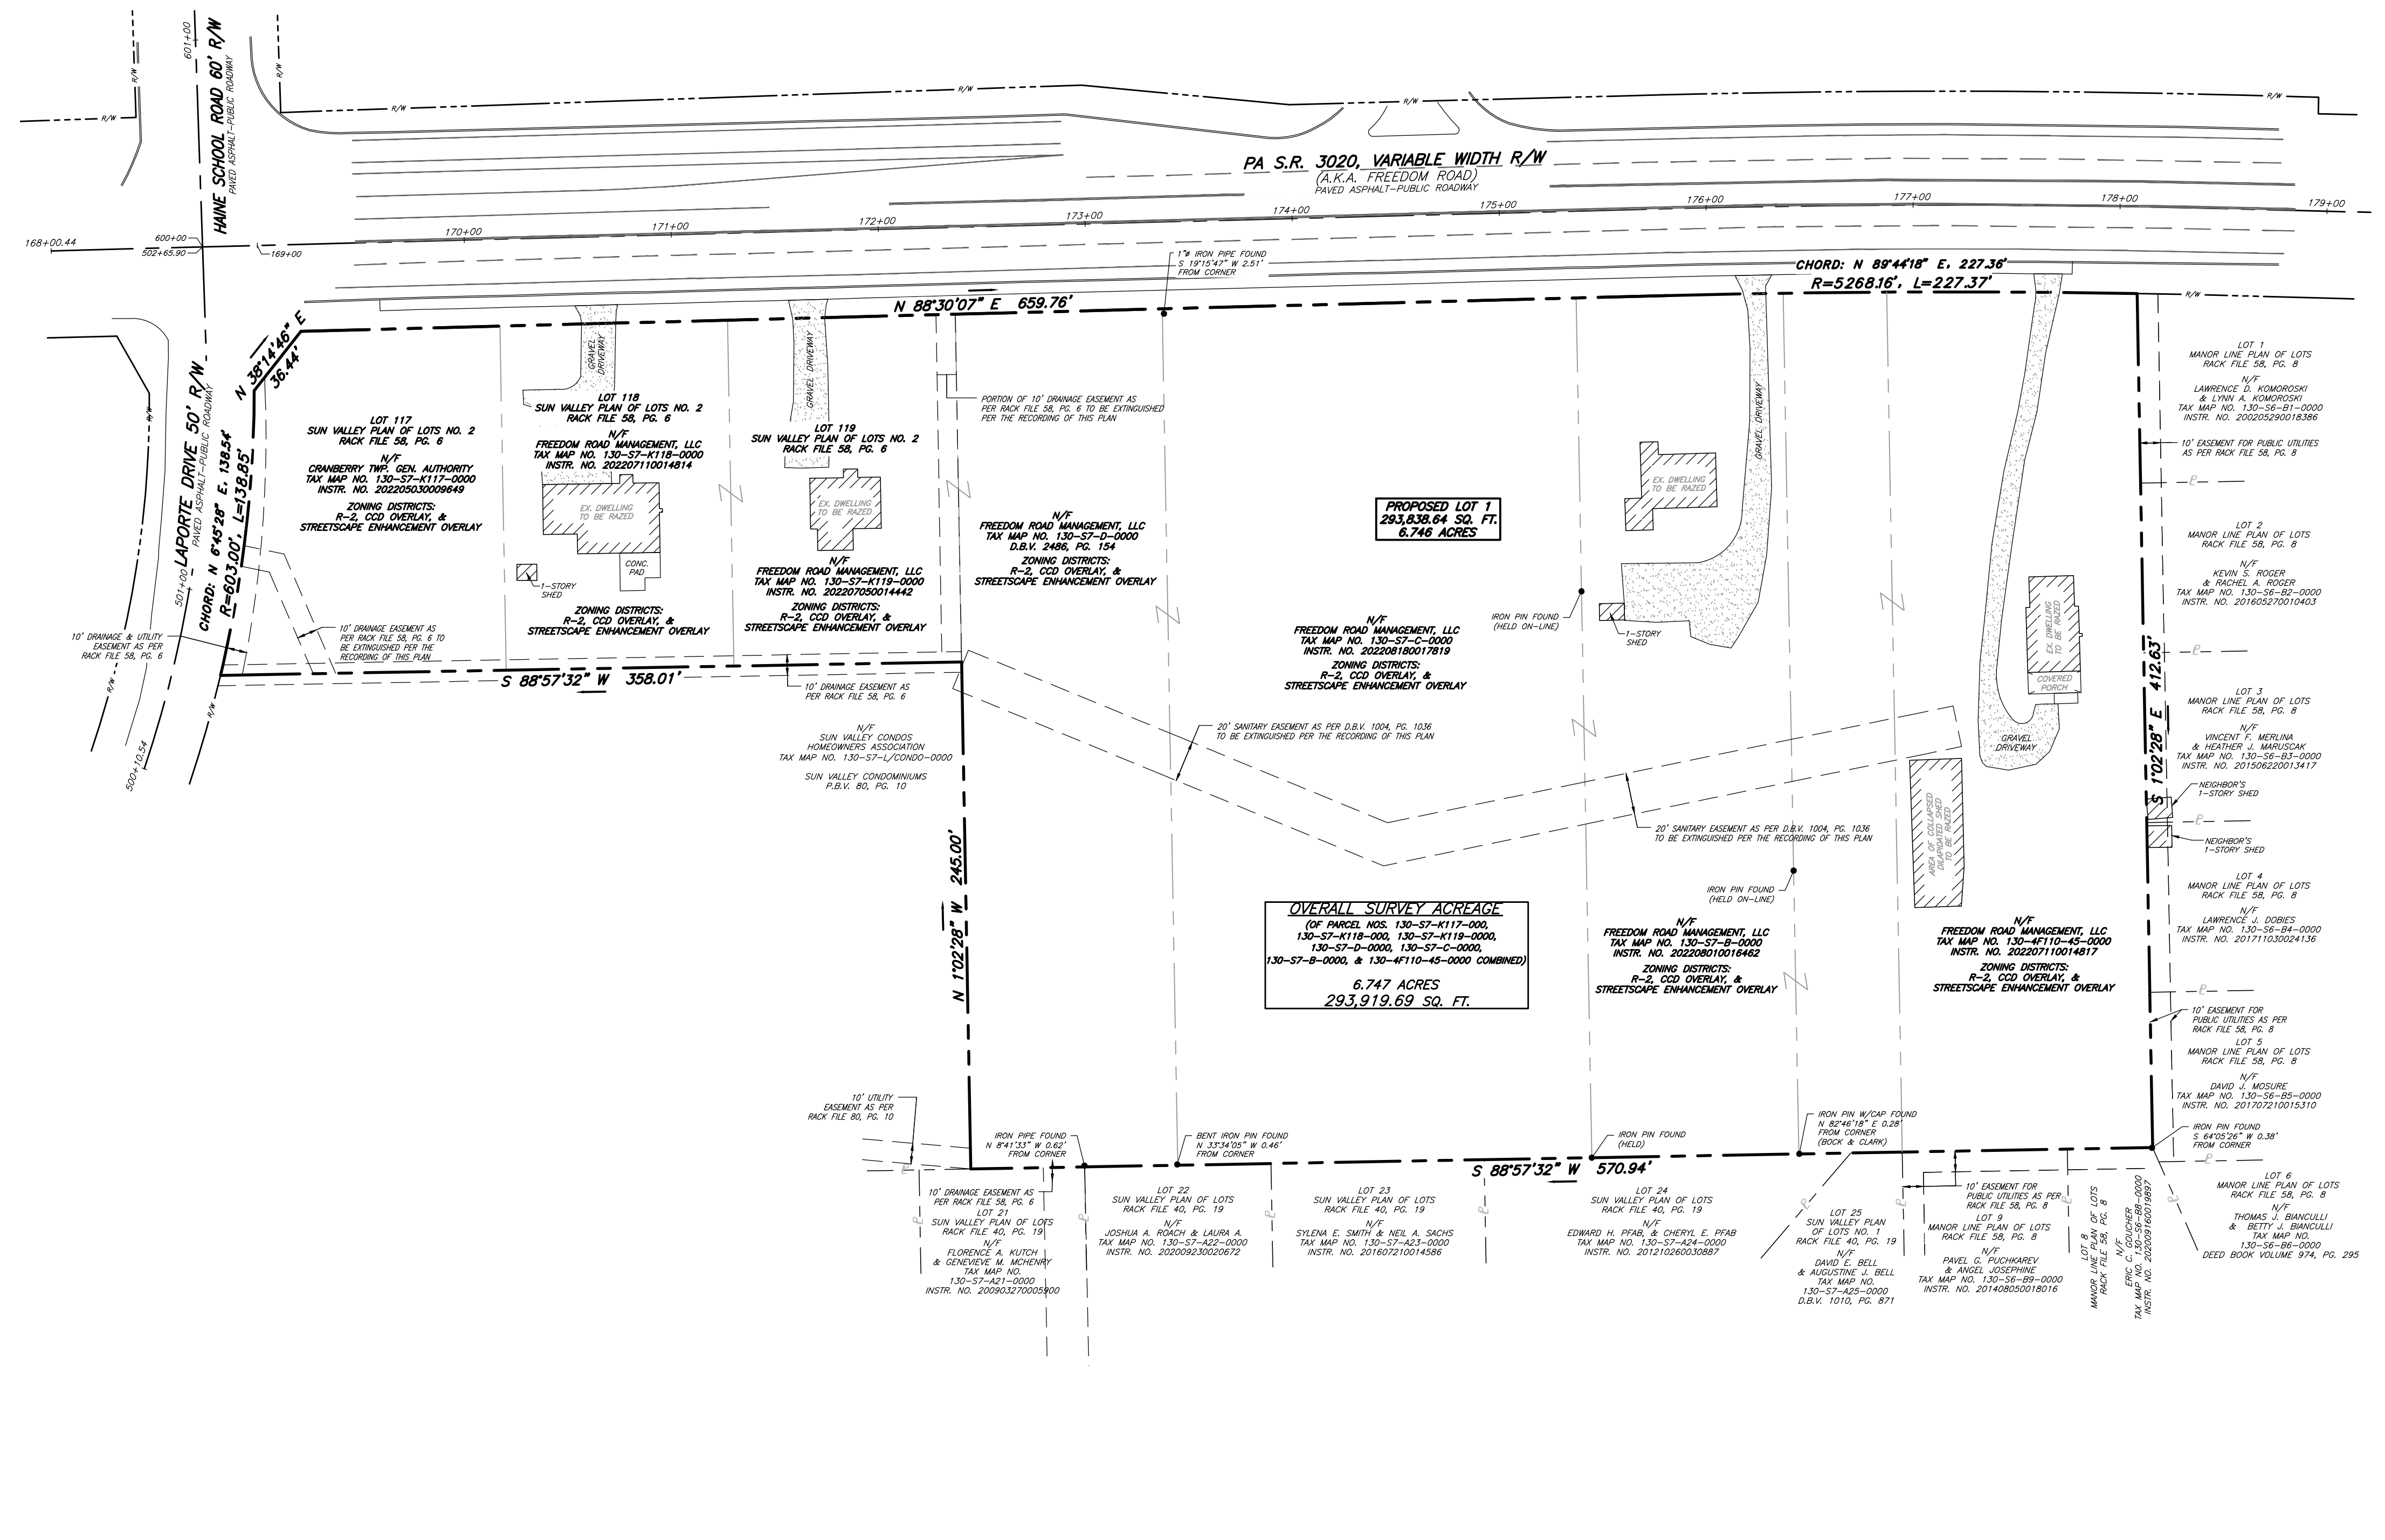 HAINE SCHOOL ROAD 60' R/W
PAVED ASPHALT-PUBLIC ROADWAY
601+00
R/W
R/W
R/W
R/W
R/W
R/W
R/W
R/W
PA S.R. 3020, VARIABLE WIDTH R/W
(A.K.A. FREEDOM ROAD)
PAVED ASPHALT-PUBLIC ROADWAY
168+00.44
600+00
502+65.90
169+00
170+00
171+00
172+00
173+00
174+00
175+00
176+00
177+00
178+00
179+00
1"ø IRON PIPE FOUND
S 19°15'47" W 2.51'
FROM CORNER
CHORD: N 89°44'18" E, 227.36'
R=5268.16', L=227.37'
R/W
N 88°30'07" E 659.76'
N 38°14'46" E
36.44'
LAPORTE DRIVE 50' R/W
PAVED ASPHALT-PUBLIC ROADWAY
CHORD: N 6°45'28" E, 138.54'
R=603.00', L=138.85'
R/W
R/W
R/W
501+00
500+10.54
GRAVEL
DRIVEWAY
GRAVEL DRIVEWAY
GRAVEL DRIVEWAY
LOT 117
SUN VALLEY PLAN OF LOTS NO. 2
RACK FILE 58, PG. 6
N/F
CRANBERRY TWP. GEN. AUTHORITY
TAX MAP NO. 130-S7-K117-0000
INSTR. NO. 202205030009649
ZONING DISTRICTS:
R-2, CCD OVERLAY, &
STREETSCAPE ENHANCEMENT OVERLAY
LOT 118
SUN VALLEY PLAN OF LOTS NO. 2
RACK FILE 58, PG. 6
N/F
FREEDOM ROAD MANAGEMENT, LLC
TAX MAP NO. 130-S7-K118-0000
INSTR. NO. 202207110014814
EX. DWELLING
TO BE RAZED
CONC.
PAD
1-STORY
SHED
ZONING DISTRICTS:
R-2, CCD OVERLAY, &
STREETSCAPE ENHANCEMENT OVERLAY
LOT 119
SUN VALLEY PLAN OF LOTS NO. 2
RACK FILE 58, PG. 6
EX. DWELLING
TO BE RAZED
N/F
FREEDOM ROAD MANAGEMENT, LLC
TAX MAP NO. 130-S7-K119-0000
INSTR. NO. 202207050014442
ZONING DISTRICTS:
R-2, CCD OVERLAY, &
STREETSCAPE ENHANCEMENT OVERLAY
PORTION OF 10' DRAINAGE EASEMENT AS
PER RACK FILE 58, PG. 6 TO BE EXTINGUISHED
PER THE RECORDING OF THIS PLAN
N/F
FREEDOM ROAD MANAGEMENT, LLC
TAX MAP NO. 130-S7-D-0000
D.B.V. 2486, PG. 154
ZONING DISTRICTS:
R-2, CCD OVERLAY, &
STREETSCAPE ENHANCEMENT OVERLAY
PROPOSED LOT 1
293,838.64 SQ. FT.
6.746 ACRES
EX. DWELLING
TO BE RAZED
IRON PIN FOUND
(HELD ON-LINE)
1-STORY
SHED
N/F
FREEDOM ROAD MANAGEMENT, LLC
TAX MAP NO. 130-S7-C-0000
INSTR. NO. 202208180017819
ZONING DISTRICTS:
R-2, CCD OVERLAY, &
STREETSCAPE ENHANCEMENT OVERLAY
EX. DWELLING
TO BE RAZED
COVERED
PORCH
GRAVEL
DRIVEWAY
LOT 1
MANOR LINE PLAN OF LOTS
RACK FILE 58, PG. 8
N/F
LAWRENCE D. KOMOROSKI
& LYNN A. KOMOROSKI
TAX MAP NO. 130-S6-B1-0000
INSTR. NO. 200205290018386
10' EASEMENT FOR PUBLIC UTILITIES
AS PER RACK FILE 58, PG. 8
LOT 2
MANOR LINE PLAN OF LOTS
RACK FILE 58, PG. 8
N/F
KEVIN S. ROGER
& RACHEL A. ROGER
TAX MAP NO. 130-S6-B2-0000
INSTR. NO. 201605270010403
S 1°02'28" E 412.63'
LOT 3
MANOR LINE PLAN OF LOTS
RACK FILE 58, PG. 8
N/F
VINCENT F. MERLINA
& HEATHER J. MARUSCAK
TAX MAP NO. 130-S6-B3-0000
INSTR. NO. 201506220013417
NEIGHBOR'S
1-STORY SHED
NEIGHBOR'S
1-STORY SHED
LOT 4
MANOR LINE PLAN OF LOTS
RACK FILE 58, PG. 8
N/F
LAWRENCE J. DOBIES
TAX MAP NO. 130-S6-B4-0000
INSTR. NO. 201711030024136
10' EASEMENT FOR
PUBLIC UTILITIES AS PER
RACK FILE 58, PG. 8
LOT 5
MANOR LINE PLAN OF LOTS
RACK FILE 58, PG. 8
N/F
DAVID J. MOSURE
TAX MAP NO. 130-S6-B5-0000
INSTR. NO. 201707210015310
IRON PIN FOUND
S 64°05'26" W 0.38'
FROM CORNER
10' DRAINAGE & UTILITY
EASEMENT AS PER
RACK FILE 58, PG. 6
10' DRAINAGE EASEMENT AS
PER RACK FILE 58, PG. 6 TO
BE EXTINGUISHED PER THE
RECORDING OF THIS PLAN
S 88°57'32" W 358.01'
10' DRAINAGE EASEMENT AS
PER RACK FILE 58, PG. 6
N/F
SUN VALLEY CONDOS
HOMEOWNERS ASSOCIATION
TAX MAP NO. 130-S7-L/CONDO-0000
SUN VALLEY CONDOMINIUMS
P.B.V. 80, PG. 10
20' SANITARY EASEMENT AS PER D.B.V. 1004, PG. 1036
TO BE EXTINGUISHED PER THE RECORDING OF THIS PLAN
20' SANITARY EASEMENT AS PER D.B.V. 1004, PG. 1036
TO BE EXTINGUISHED PER THE RECORDING OF THIS PLAN
AREA OF COLLAPSED
DILAPIDATED SHED
TO BE RAZED
IRON PIN FOUND
(HELD ON-LINE)
N 1°02'28" W 245.00'
OVERALL SURVEY ACREAGE
(OF PARCEL NOS. 130-S7-K117-000,
130-S7-K118-000, 130-S7-K119-0000,
130-S7-D-0000, 130-S7-C-0000,
130-S7-B-0000, & 130-4F110-45-0000 COMBINED)
6.747 ACRES
293,919.69 SQ. FT.
N/F
FREEDOM ROAD MANAGEMENT, LLC
TAX MAP NO. 130-S7-B-0000
INSTR. NO. 202208010016462
ZONING DISTRICTS:
R-2, CCD OVERLAY, &
STREETSCAPE ENHANCEMENT OVERLAY
N/F
FREEDOM ROAD MANAGEMENT, LLC
TAX MAP NO. 130-4F110-45-0000
INSTR. NO. 202207110014817
ZONING DISTRICTS:
R-2, CCD OVERLAY, &
STREETSCAPE ENHANCEMENT OVERLAY
10' UTILITY
EASEMENT AS PER
RACK FILE 80, PG. 10
IRON PIPE FOUND
N 8°41'33" W 0.62'
FROM CORNER
BENT IRON PIN FOUND
N 33°34'05" W 0.46'
FROM CORNER
IRON PIN FOUND
(HELD)
IRON PIN W/CAP FOUND
N 82°46'18" E 0.28'
FROM CORNER
(BOCK & CLARK)
S 88°57'32" W 570.94'
10' DRAINAGE EASEMENT AS
PER RACK FILE 58, PG. 6
LOT 21
SUN VALLEY PLAN OF LOTS
RACK FILE 40, PG. 19
N/F
FLORENCE A. KUTCH
& GENEVIEVE M. MCHENRY
TAX MAP NO.
130-S7-A21-0000
INSTR. NO. 200903270005900
LOT 22
SUN VALLEY PLAN OF LOTS
RACK FILE 40, PG. 19
N/F
JOSHUA A. ROACH & LAURA A.
TAX MAP NO. 130-S7-A22-0000
INSTR. NO. 202009230020672
LOT 23
SUN VALLEY PLAN OF LOTS
RACK FILE 40, PG. 19
N/F
SYLENA E. SMITH & NEIL A. SACHS
TAX MAP NO. 130-S7-A23-0000
INSTR. NO. 201607210014586
LOT 24
SUN VALLEY PLAN OF LOTS
RACK FILE 40, PG. 19
N/F
EDWARD H. PFAB, & CHERYL E. PFAB
TAX MAP NO. 130-S7-A24-0000
INSTR. NO. 201210260030887
LOT 25
SUN VALLEY PLAN
OF LOTS NO. 1
RACK FILE 40, PG. 19
N/F
DAVID E. BELL
& AUGUSTINE J. BELL
TAX MAP NO.
130-S7-A25-0000
D.B.V. 1010, PG. 871
10' EASEMENT FOR
PUBLIC UTILITIES AS PER
RACK FILE 58, PG. 8
LOT 9
MANOR LINE PLAN OF LOTS
RACK FILE 58, PG. 8
N/F
PAVEL G. PUCHKAREV
& ANGEL JOSEPHINE
TAX MAP NO. 130-S6-B9-0000
INSTR. NO. 201408050018016
LOT 8
MANOR LINE PLAN OF LOTS
RACK FILE 58, PG. 8
N/F
ERIC C. GOUCHER
TAX MAP NO. 130-S6-B8-0000
INSTR. NO. 202009160019897
LOT 6
MANOR LINE PLAN OF LOTS
RACK FILE 58, PG. 8
N/F
THOMAS J. BIANCULLI
& BETTY J. BIANCULLI
TAX MAP NO.
130-S6-B6-0000
DEED BOOK VOLUME 974, PG. 295